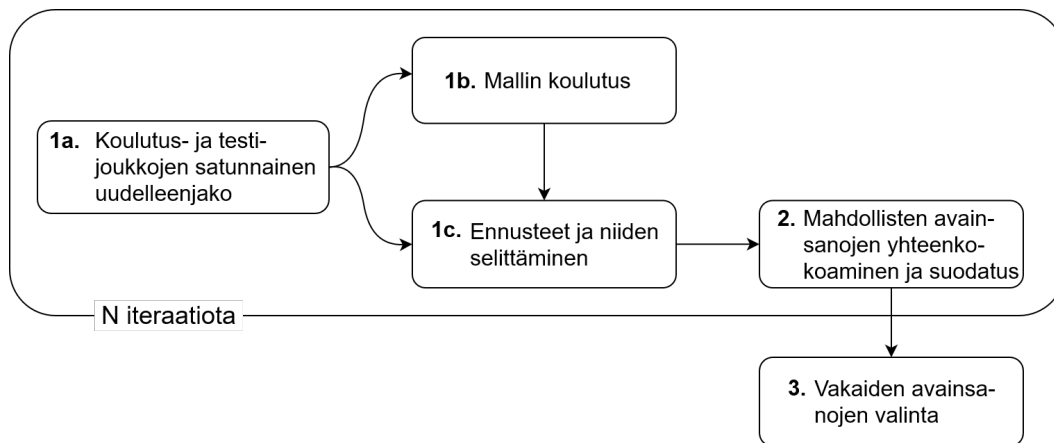 1a. Koulutus- ja testi-
joukkojen satunnainen
uudelleenjako
1b. Mallin koulutus
1c. Ennusteet ja niiden
selittäminen
2. Mahdollisten avain-
sanojen yhteenko-
koaminen ja suodatus
N iteraatiota
3. Vakaiden avainsa-
nojen valinta